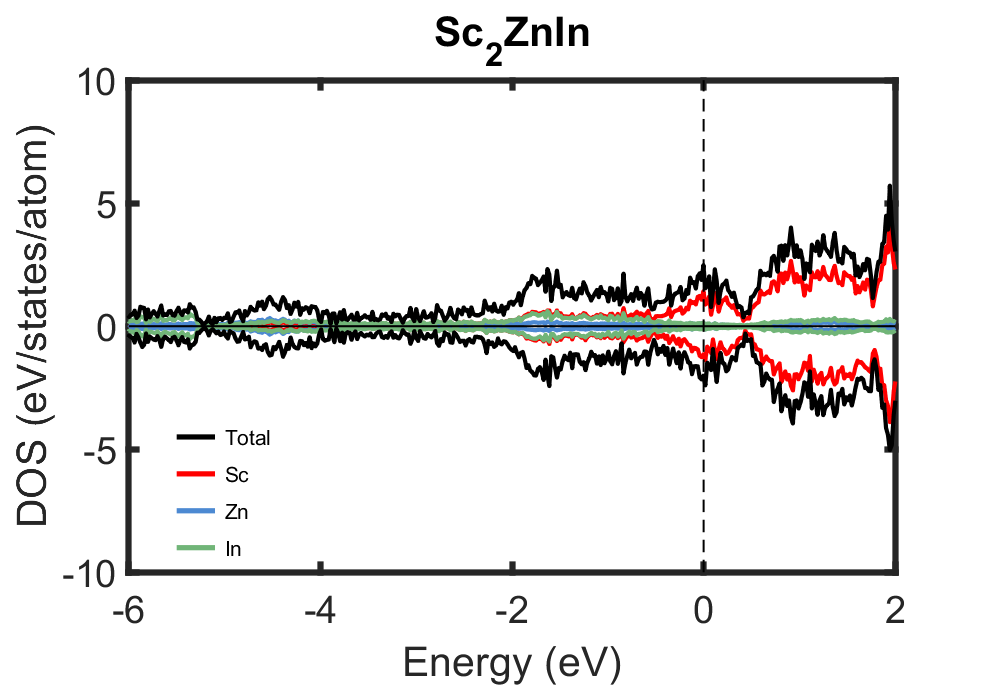 Sc2ZnIn
10
5
0
-5
-10
DOS (eV/states/atom)
Total
Sc
Zn
In
-6 -4 -2 0 2
Energy (eV)